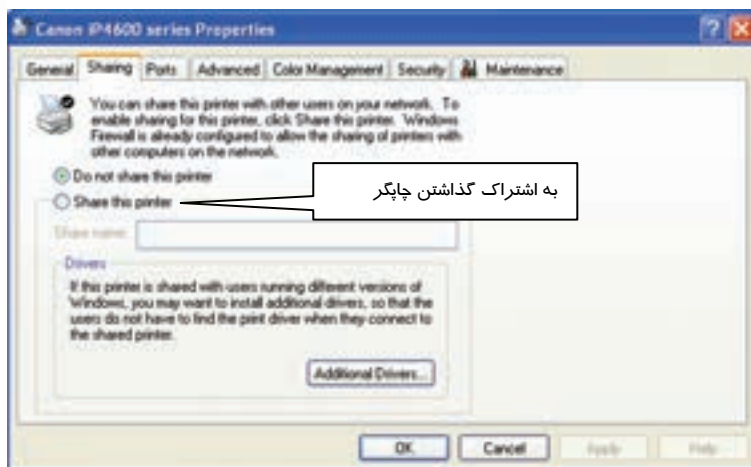 Canon iP4600 series Properties
General Sharing Ports Advanced Color Management Security Maintenance
You can share this printer with other users on your network. To
enable sharing for this printer, click Share this printer. Windows
Firewall is already configured to allow the sharing of printers with
other computers on the network.
Do not share this printer
Share this printer
به اشتراک گذاشتن چاپگر
Share name:
Drivers
If this printer is shared with users running different versions of
Windows, you may want to install additional drivers, so that the
users do not have to find the print driver when they connect to
the shared printer.
Additional Drivers...
OK Cancel Apply Help